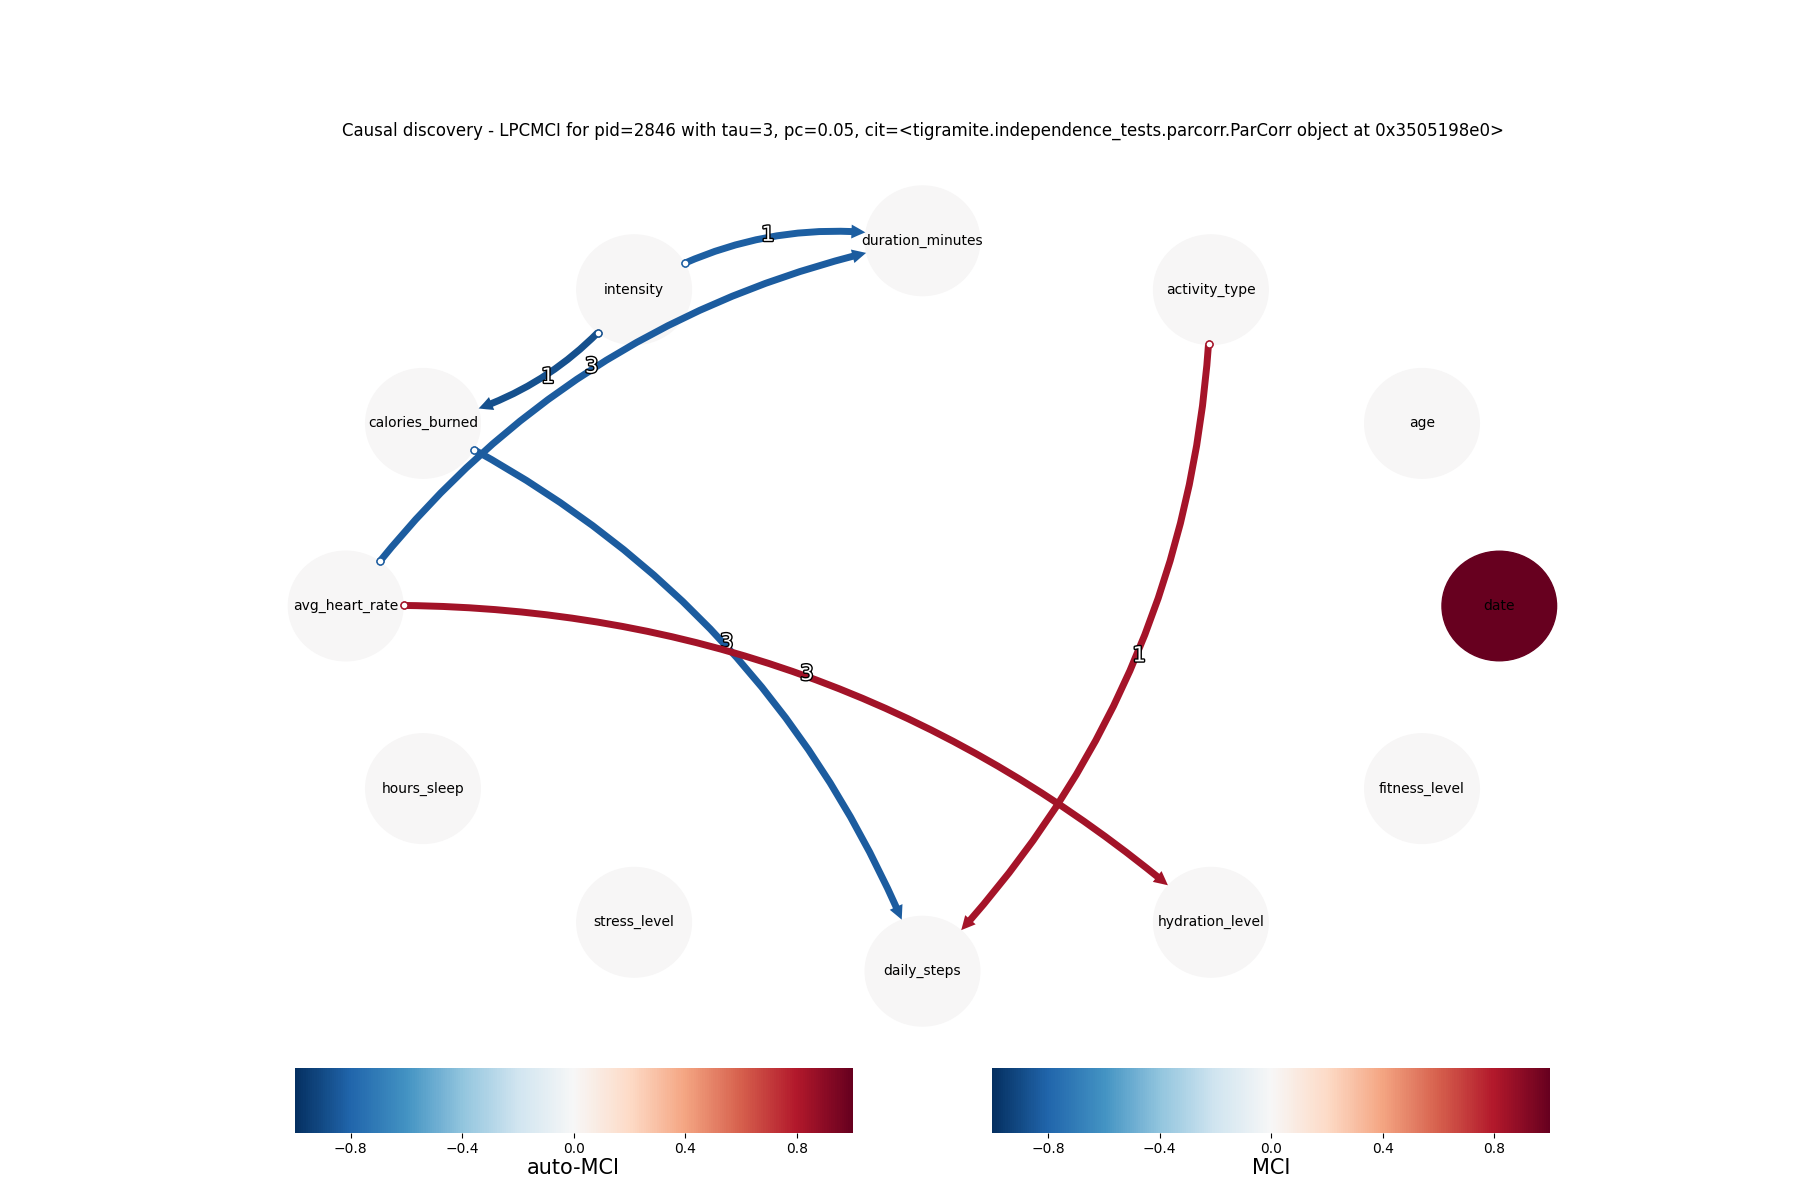 Causal discovery - LPCMCI for pid=2846 with tau=3, pc=0.05, cit=<tigramite.independence_tests.parcorr.ParCorr object at 0x3505198e0>
duration_minutes
1
intensity
activity_type
3
1
calories_burned
age
avg_heart_rate
date
3
1
3
hours_sleep
fitness_level
stress_level
hydration_level
daily_steps
−0.8 −0.4 0.0 0.4 0.8
auto-MCI
−0.8 −0.4 0.0 0.4 0.8
MCI